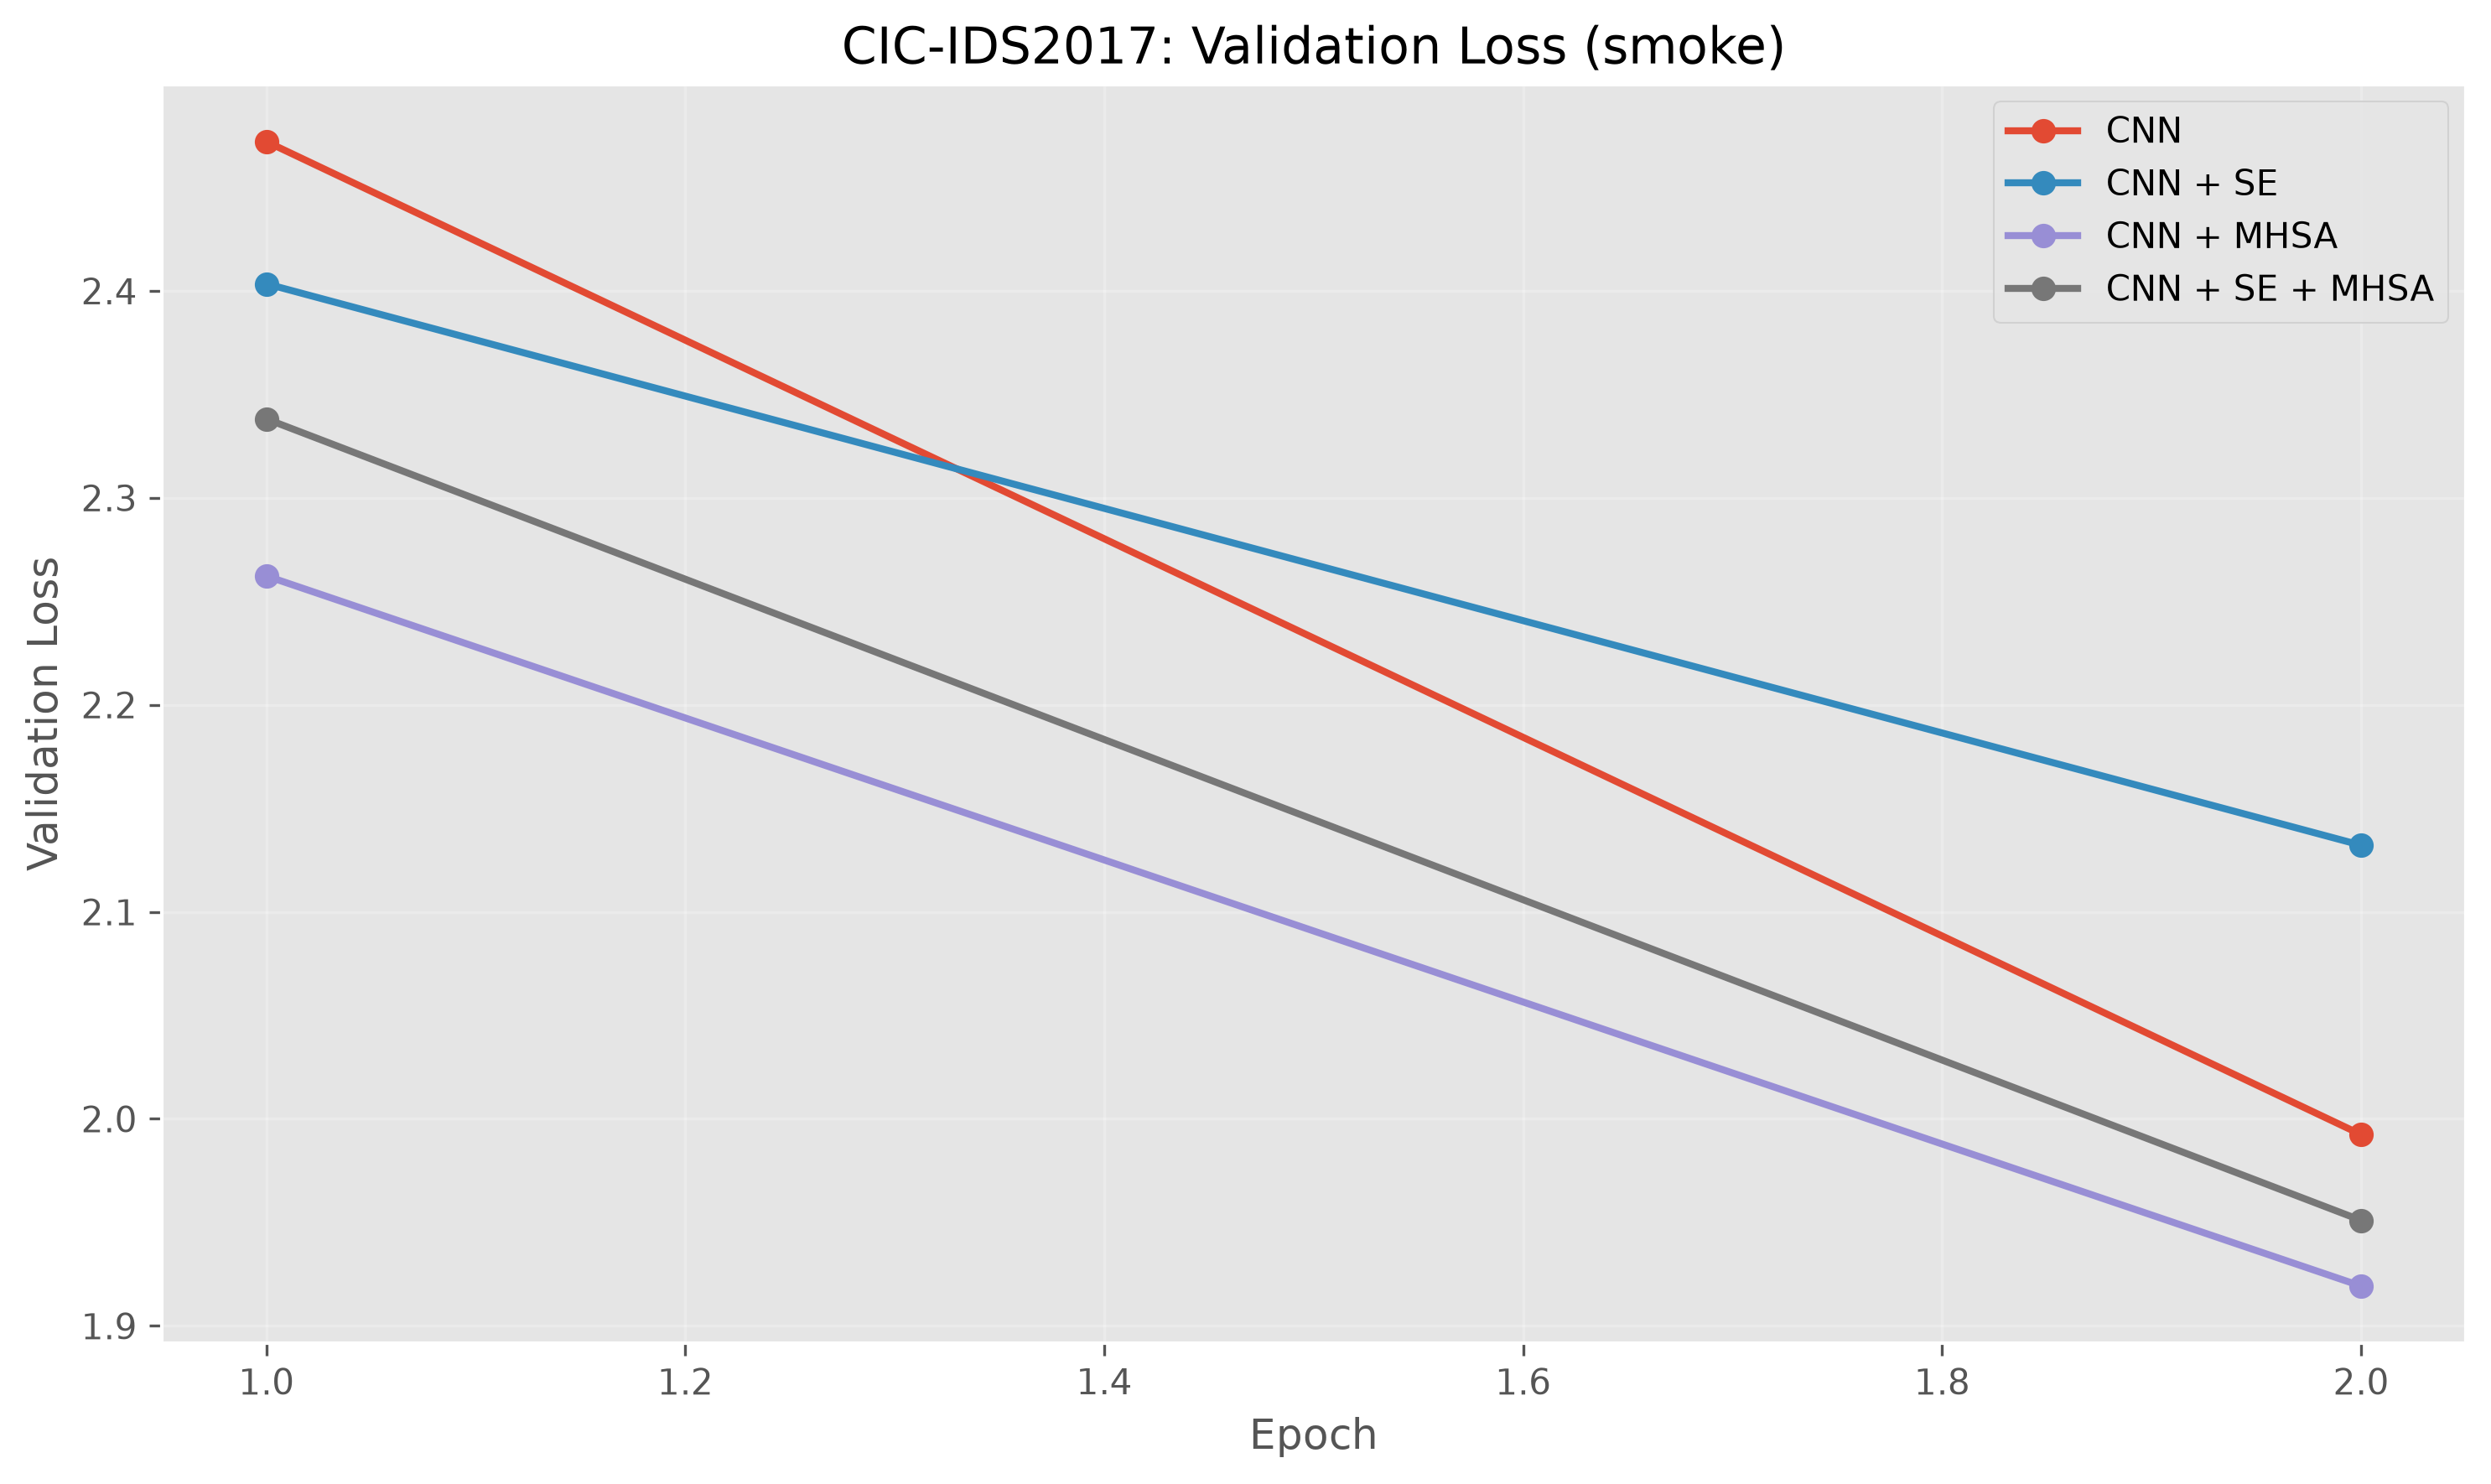 CIC-IDS2017: Validation Loss (smoke)
CNN
CNN + SE
CNN + MHSA
CNN + SE + MHSA
Validation Loss
2.4
2.3
2.2
2.1
2.0
1.9
1.0 1.2 1.4 1.6 1.8 2.0
Epoch